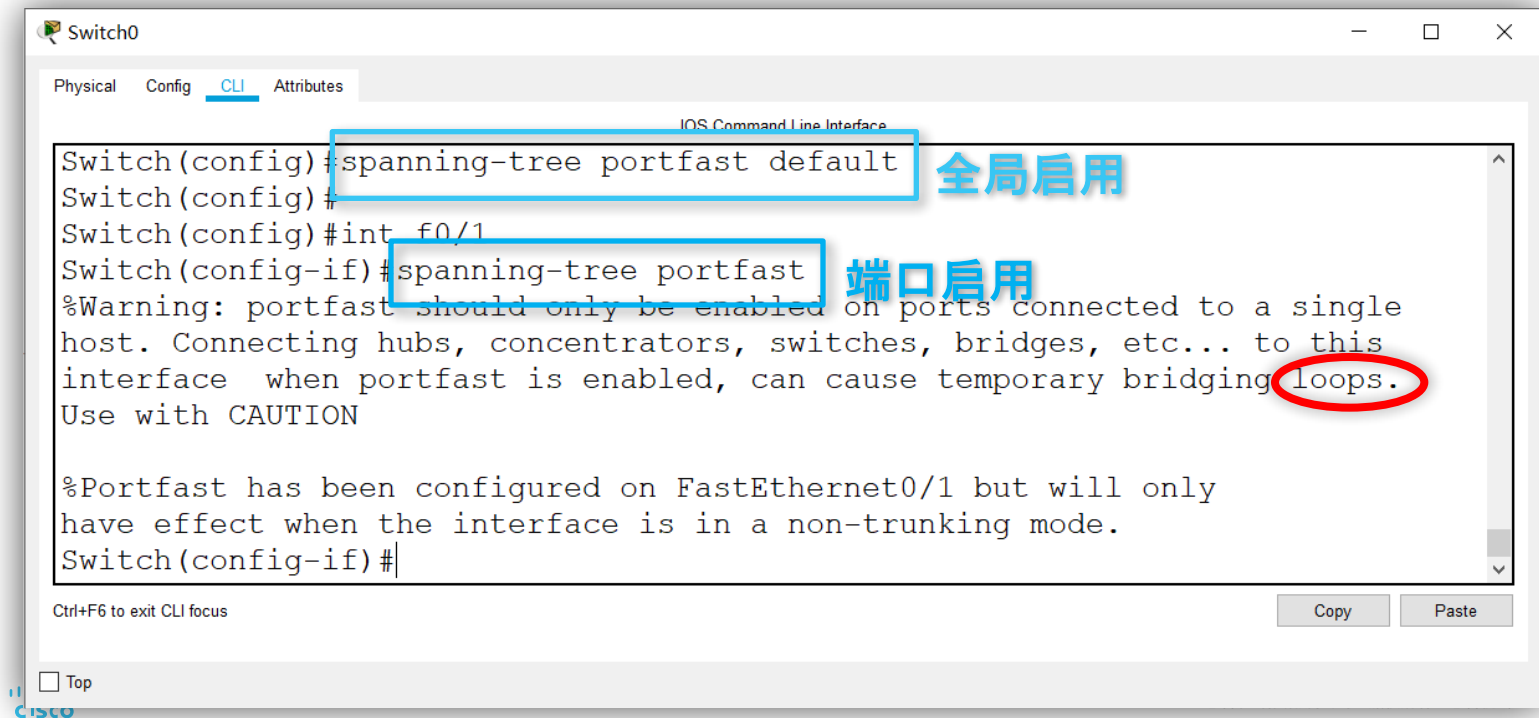 Switch0
Physical Config CLI Attributes
IOS Command Line Interface
Switch(config)#spanning-tree portfast default
全局启用
Switch(config)#
Switch(config)#int f0/1
Switch(config-if)#spanning-tree portfast
端口启用
%Warning: portfast should only be enabled on ports connected to a single
host. Connecting hubs, concentrators, switches, bridges, etc... to this
interface  when portfast is enabled, can cause temporary bridging loops.
Use with CAUTION
%Portfast has been configured on FastEthernet0/1 but will only
have effect when the interface is in a non-trunking mode.
Switch(config-if)#
Ctrl+F6 to exit CLI focus
Copy Paste
Top
CISCO